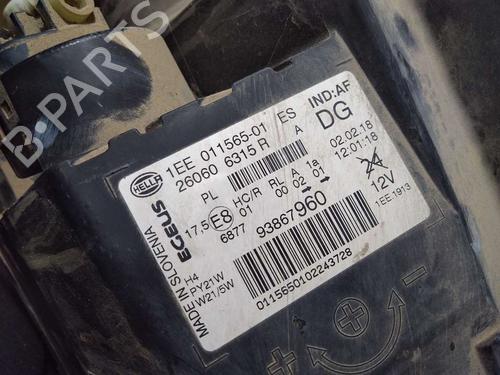 HELLA
1EE 011565-01 ES IND:AF
26060 6315 R A DG
PL HC/R RL A 1a 02.02.18
17.5 E8 01 00 02 01 12:01:18
6877 24
93867960 12V
1EE.1913
EGEUS
MADE IN SLOVENIA
H4
PY21W
W21/5W
0115650102243728
B-PARTS